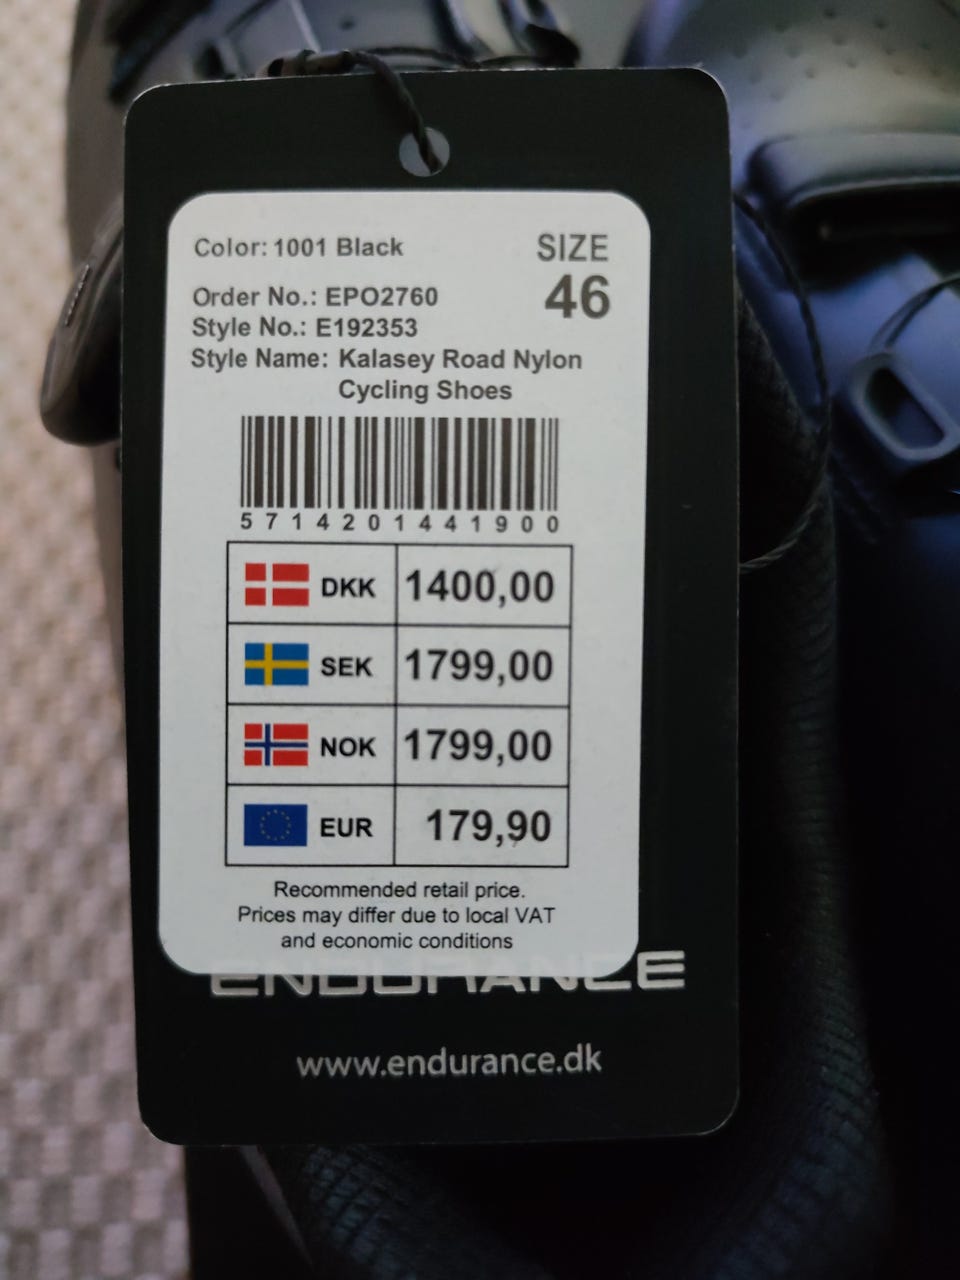 Color: 1001 Black
SIZE
46
Order No.: EPO2760
Style No.: E192353
Style Name: Kalasey Road Nylon
Cycling Shoes
5714201441900
DKK 1400,00
SEK 1799,00
NOK 1799,00
EUR 179,90
Recommended retail price.
Prices may differ due to local VAT
and economic conditions
ENDURANCE
www.endurance.dk